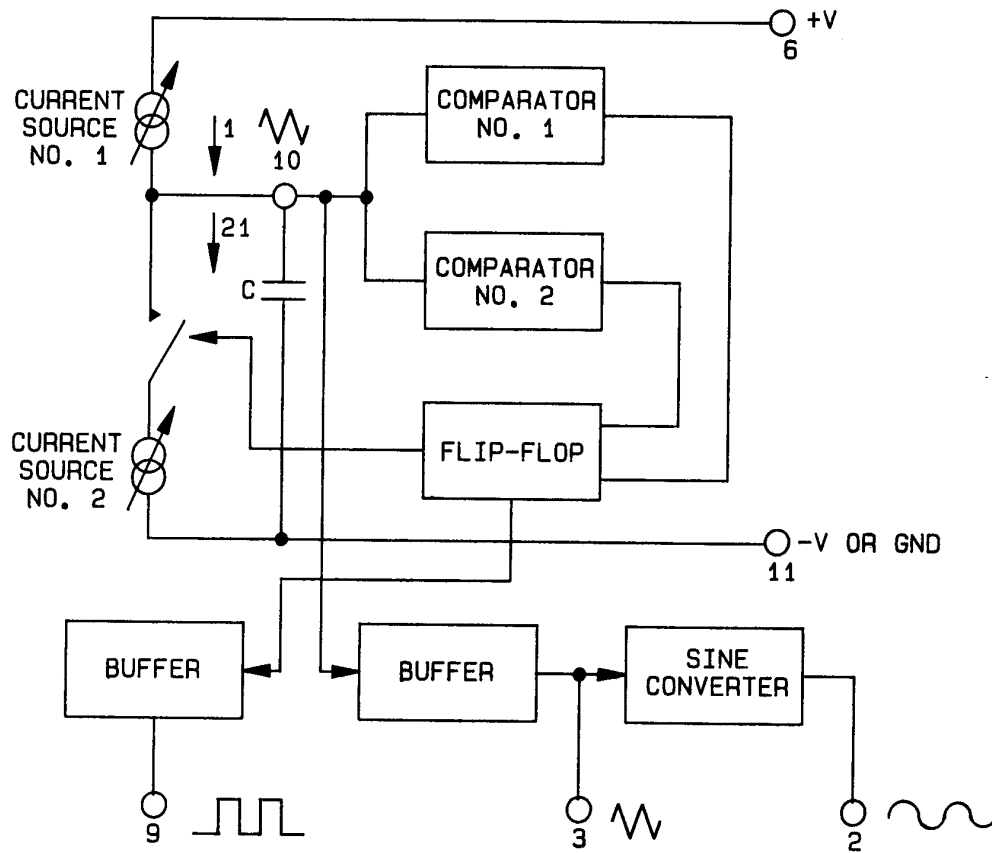 +V
6
CURRENT
SOURCE
NO. 1
1
10
COMPARATOR
NO. 1
21
C
COMPARATOR
NO. 2
CURRENT
SOURCE
NO. 2
FLIP-FLOP
-V OR GND
11
BUFFER
BUFFER
SINE
CONVERTER
9
3
2